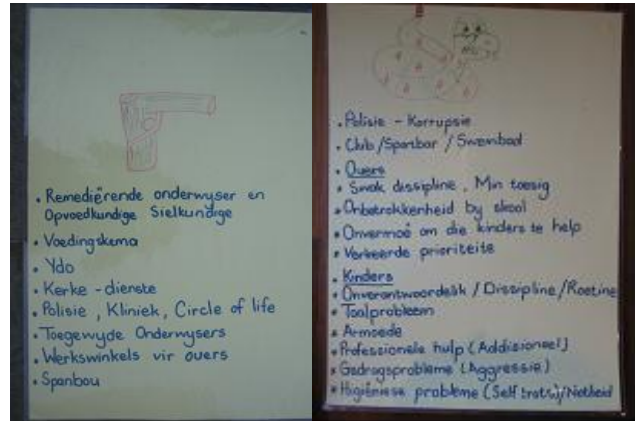 • Remediërende onderwyser en
Opvoedkundige Sielkundige
• Voedingskema
• Ydo
• Kerke - dienste
• Polisie, Kliniek, Circle of life
• Toegewyde Onderwysers
• Werkswinkels vir ouers
• Spanbou
• Polisie - Korrupsie
• Club / Sportbar / Swembad
• Ouers
• Swak dissipline, Min toesig
• Onbetrokkenheid by skool
• Onvermoë om die kinders te help
• Verkeerde prioriteite
• Kinders
• Onverantwoordelik / Dissipline / Roetine
• Taalprobleem
• Armoede
• Professionele hulp (Addisioneel)
• Gedragsprobleme (Aggressie)
• Higiëniese probleme (Self / Netheid